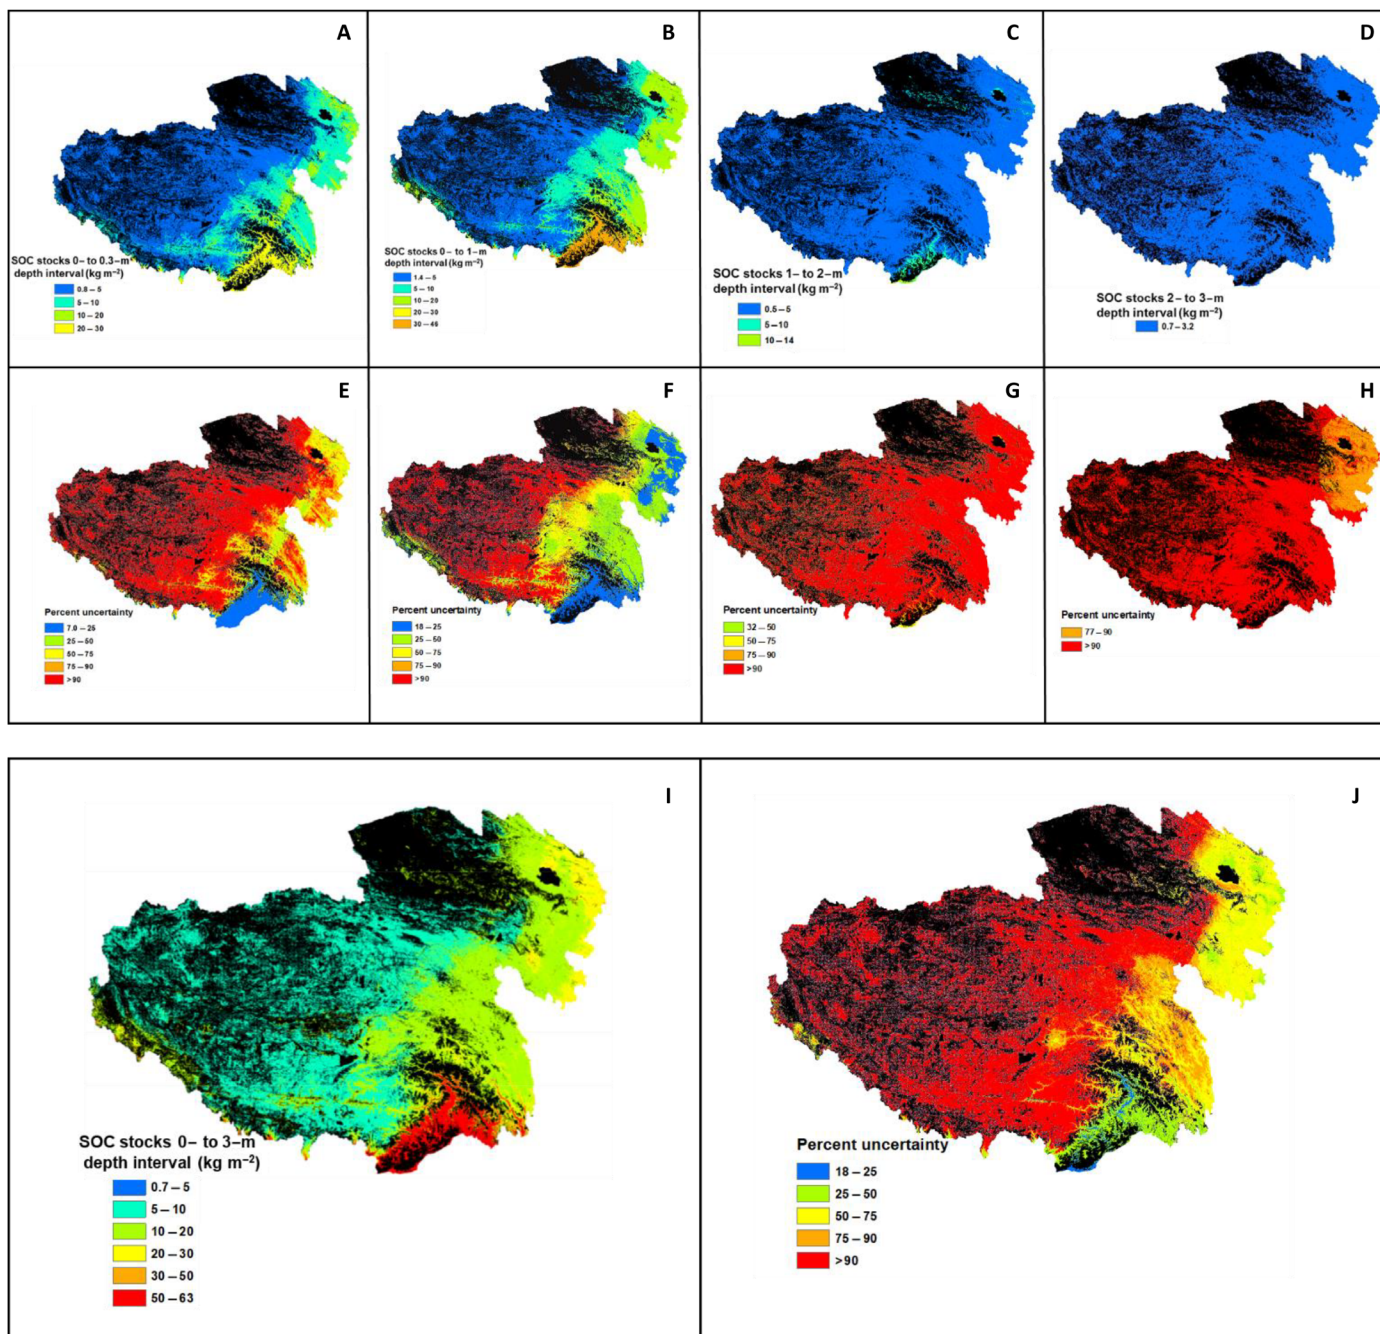 A
SOC stocks 0– to 0.3–m
depth interval (kg m⁻²)
0.8 – 5
5 – 10
10 – 20
20 – 30
B
SOC stocks 0– to 1–m
depth interval (kg m⁻²)
1.4 – 5
5 – 10
10 – 20
20 – 30
30 – 46
C
SOC stocks 1– to 2–m
depth interval (kg m⁻²)
0.5 – 5
5 – 10
10 – 14
D
SOC stocks 2– to 3–m
depth interval (kg m⁻²)
0.7 – 3.2
E
Percent uncertainty
7.0 – 25
25 – 50
50 – 75
75 – 90
>90
F
Percent uncertainty
18 – 25
25 – 50
50 – 75
75 – 90
>90
G
Percent uncertainty
32 – 50
50 – 75
75 – 90
>90
H
Percent uncertainty
77 – 90
>90
I
SOC stocks 0– to 3–m
depth interval (kg m⁻²)
0.7 – 5
5 – 10
10 – 20
20 – 30
30 – 50
50 – 63
J
Percent uncertainty
18 – 25
25 – 50
50 – 75
75 – 90
>90